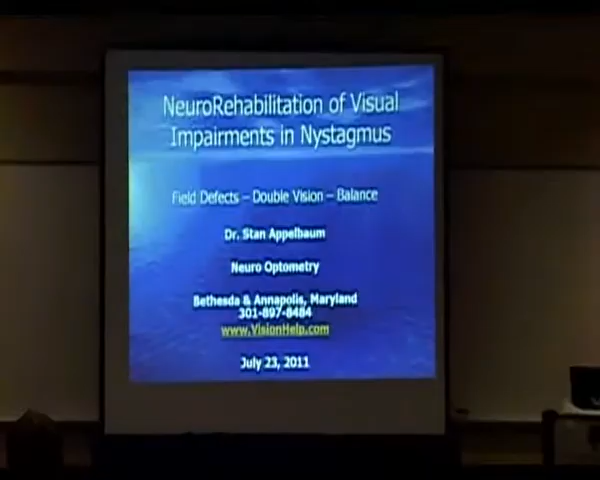 NeuroRehabilitation of Visual
Impairments in Nystagmus
Field Defects – Double Vision – Balance
Dr. Stan Appelbaum
Neuro Optometry
Bethesda & Annapolis, Maryland
301-897-8484
www.VisionHelp.com
July 23, 2011